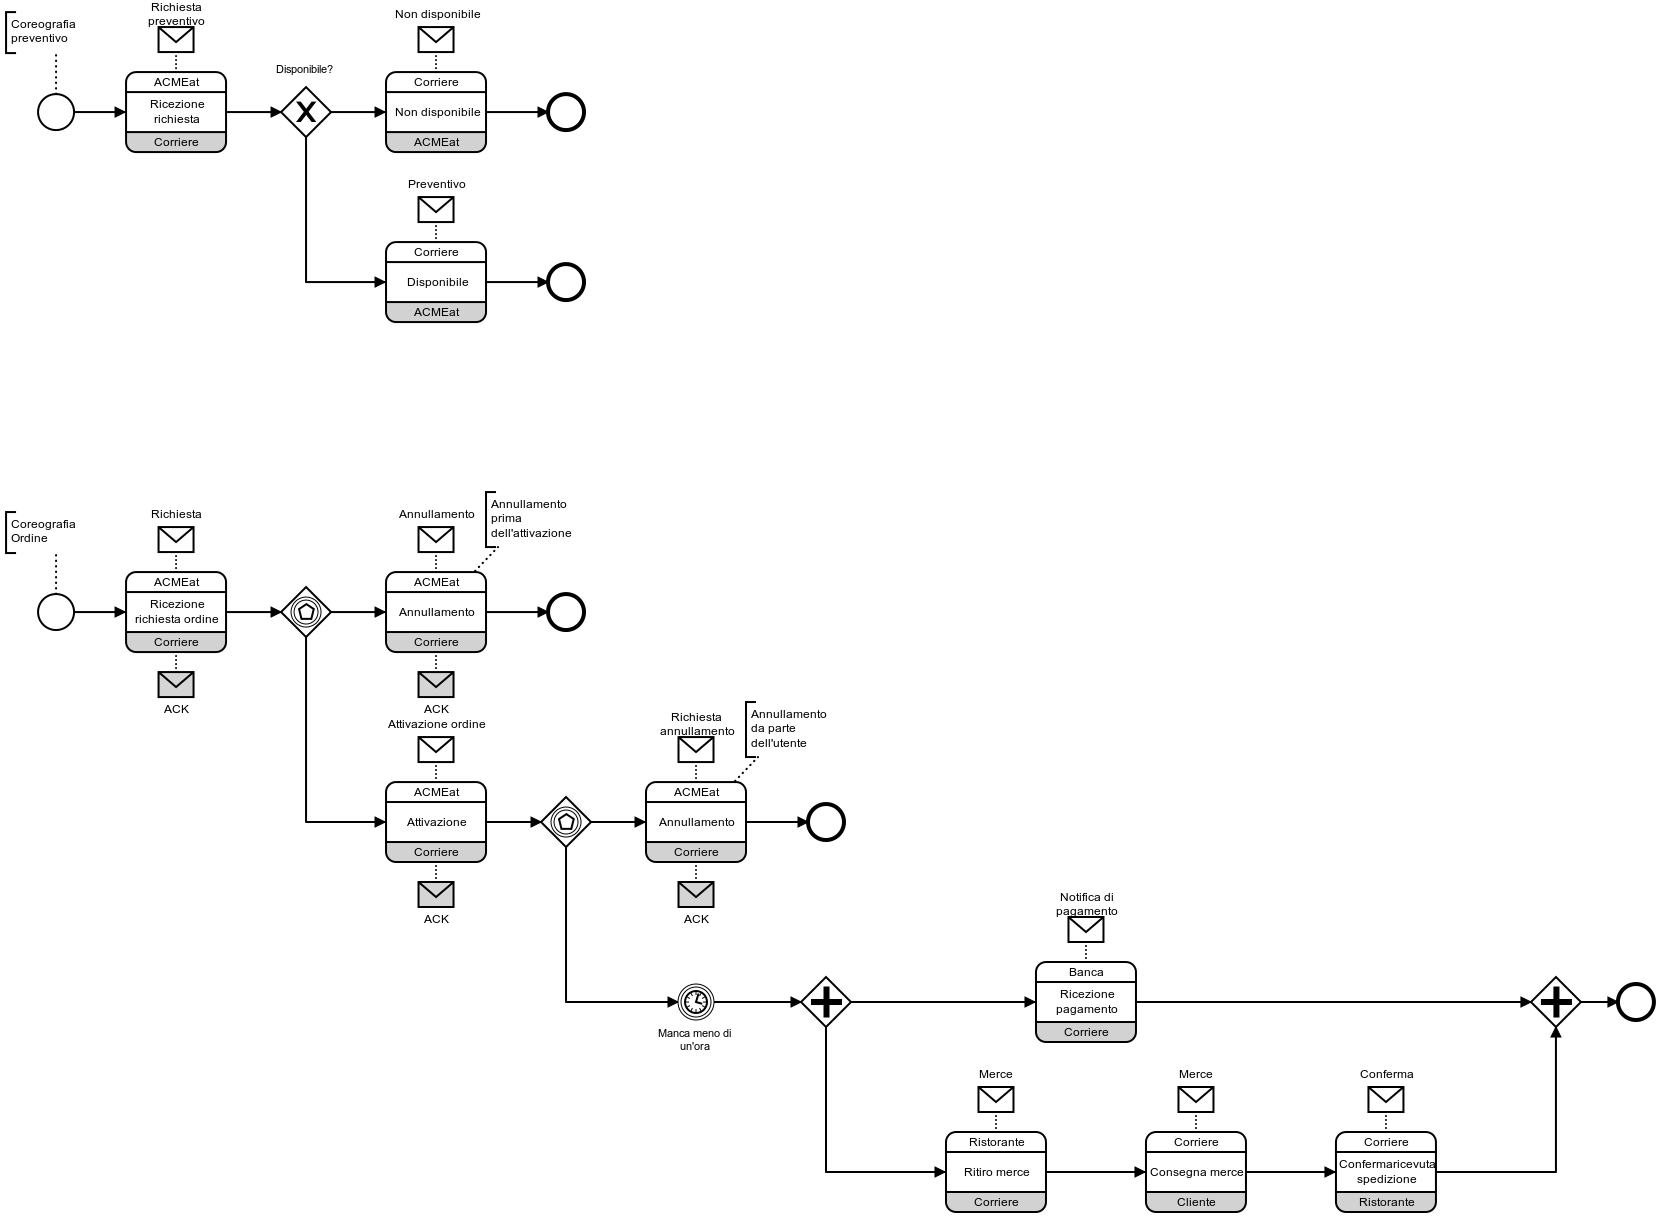 Coreografia
preventivo
Richiesta
preventivo
ACMEat
Ricezione
richiesta
Corriere
Disponibile?
Non disponibile
Corriere
Non disponibile
ACMEat
Preventivo
Corriere
Disponibile
ACMEat
Coreografia
Ordine
Richiesta
ACMEat
Ricezione
richiesta ordine
Corriere
ACK
Annullamento
Annullamento
prima
dell'attivazione
ACMEat
Annullamento
Corriere
ACK
Attivazione ordine
ACMEat
Attivazione
Corriere
ACK
Richiesta
annullamento
Annullamento
da parte
dell'utente
ACMEat
Annullamento
Corriere
ACK
Manca meno di
un'ora
Notifica di
pagamento
Banca
Ricezione
pagamento
Corriere
Merce
Ristorante
Ritiro merce
Corriere
Merce
Corriere
Consegna merce
Cliente
Conferma
Corriere
Confermaricevuta
spedizione
Ristorante